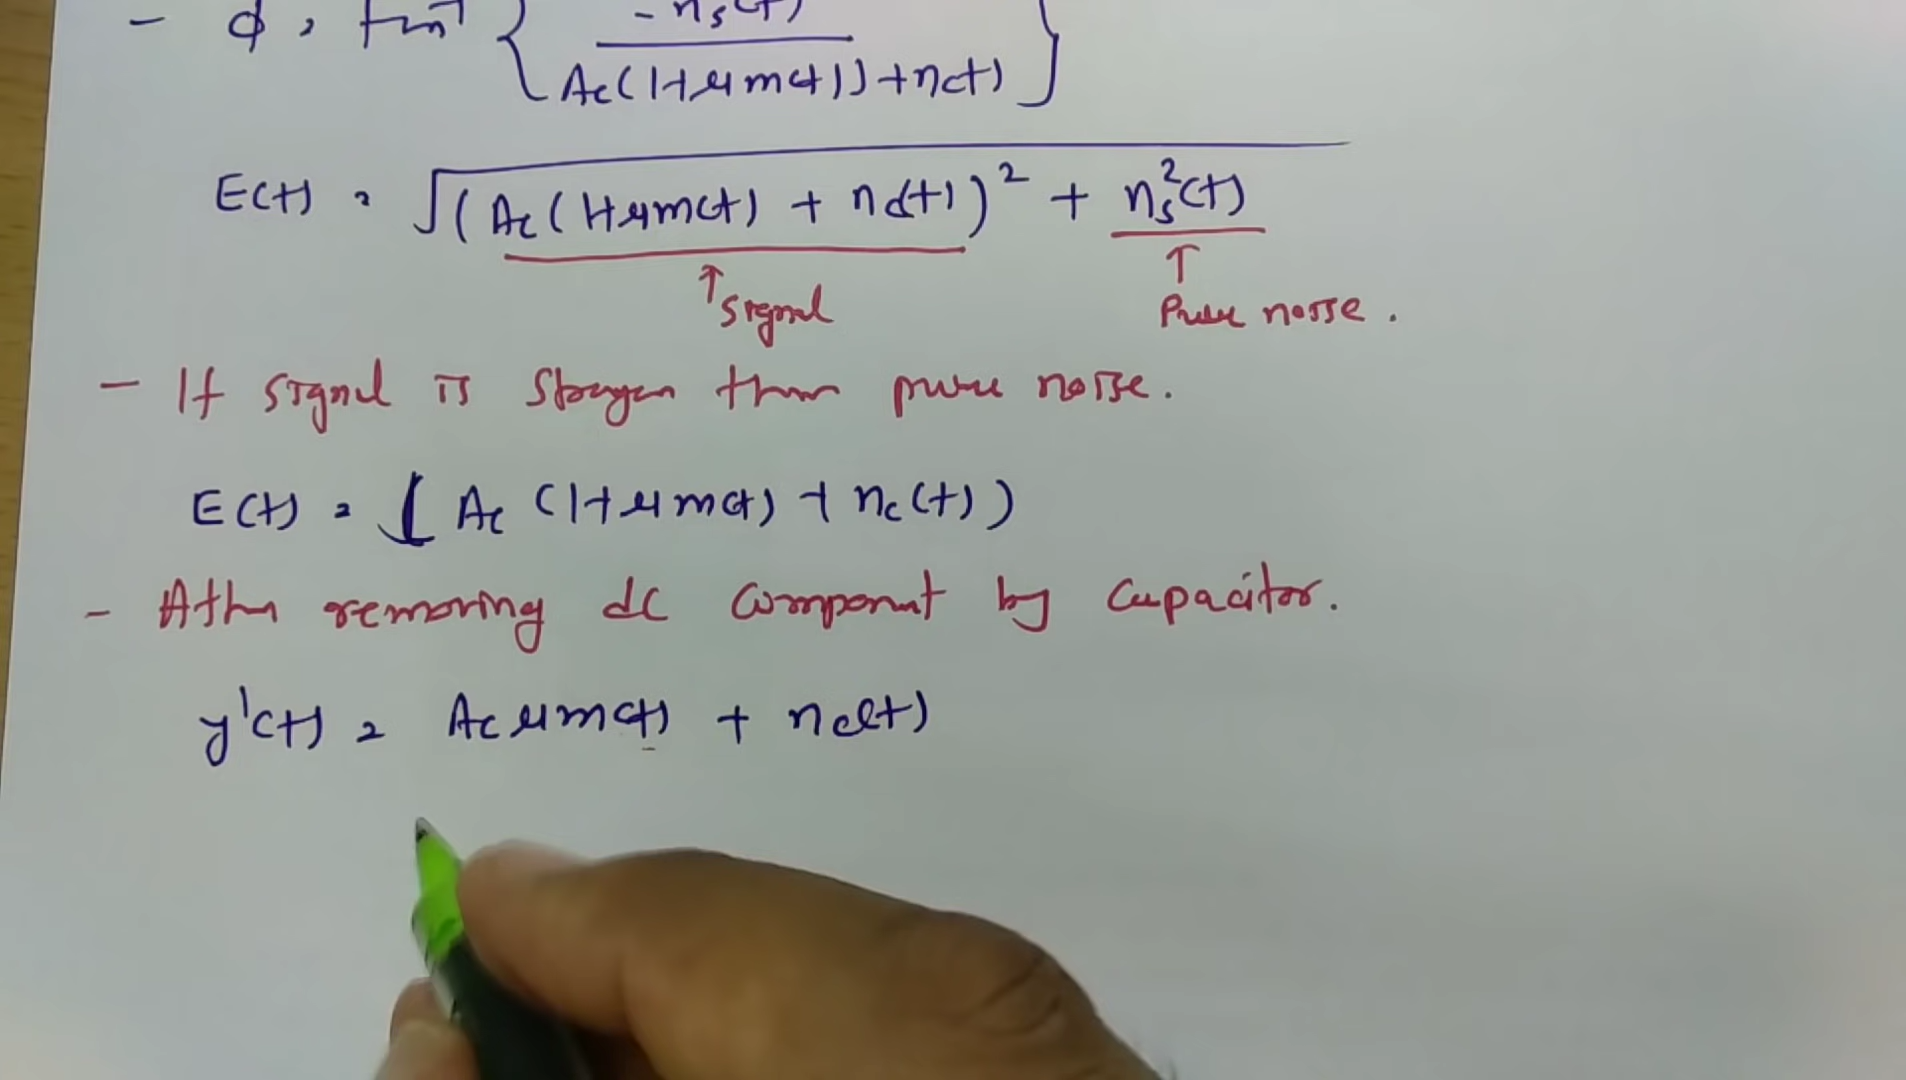 - ϕ = tan⁻¹ { -ns(t) / Ac(1+μm(t))+nc(t) }
E(t) = √(Ac(1+μm(t) + nc(t))² + ns²(t)
↑ signal ↑ Pure noise.
- If signal is stronger than pure noise.
E(t) = (Ac (1+μm(t) + nc(t))
- After removing dc component by capacitor.
y'(t) = Acμm(t) + nc(t)